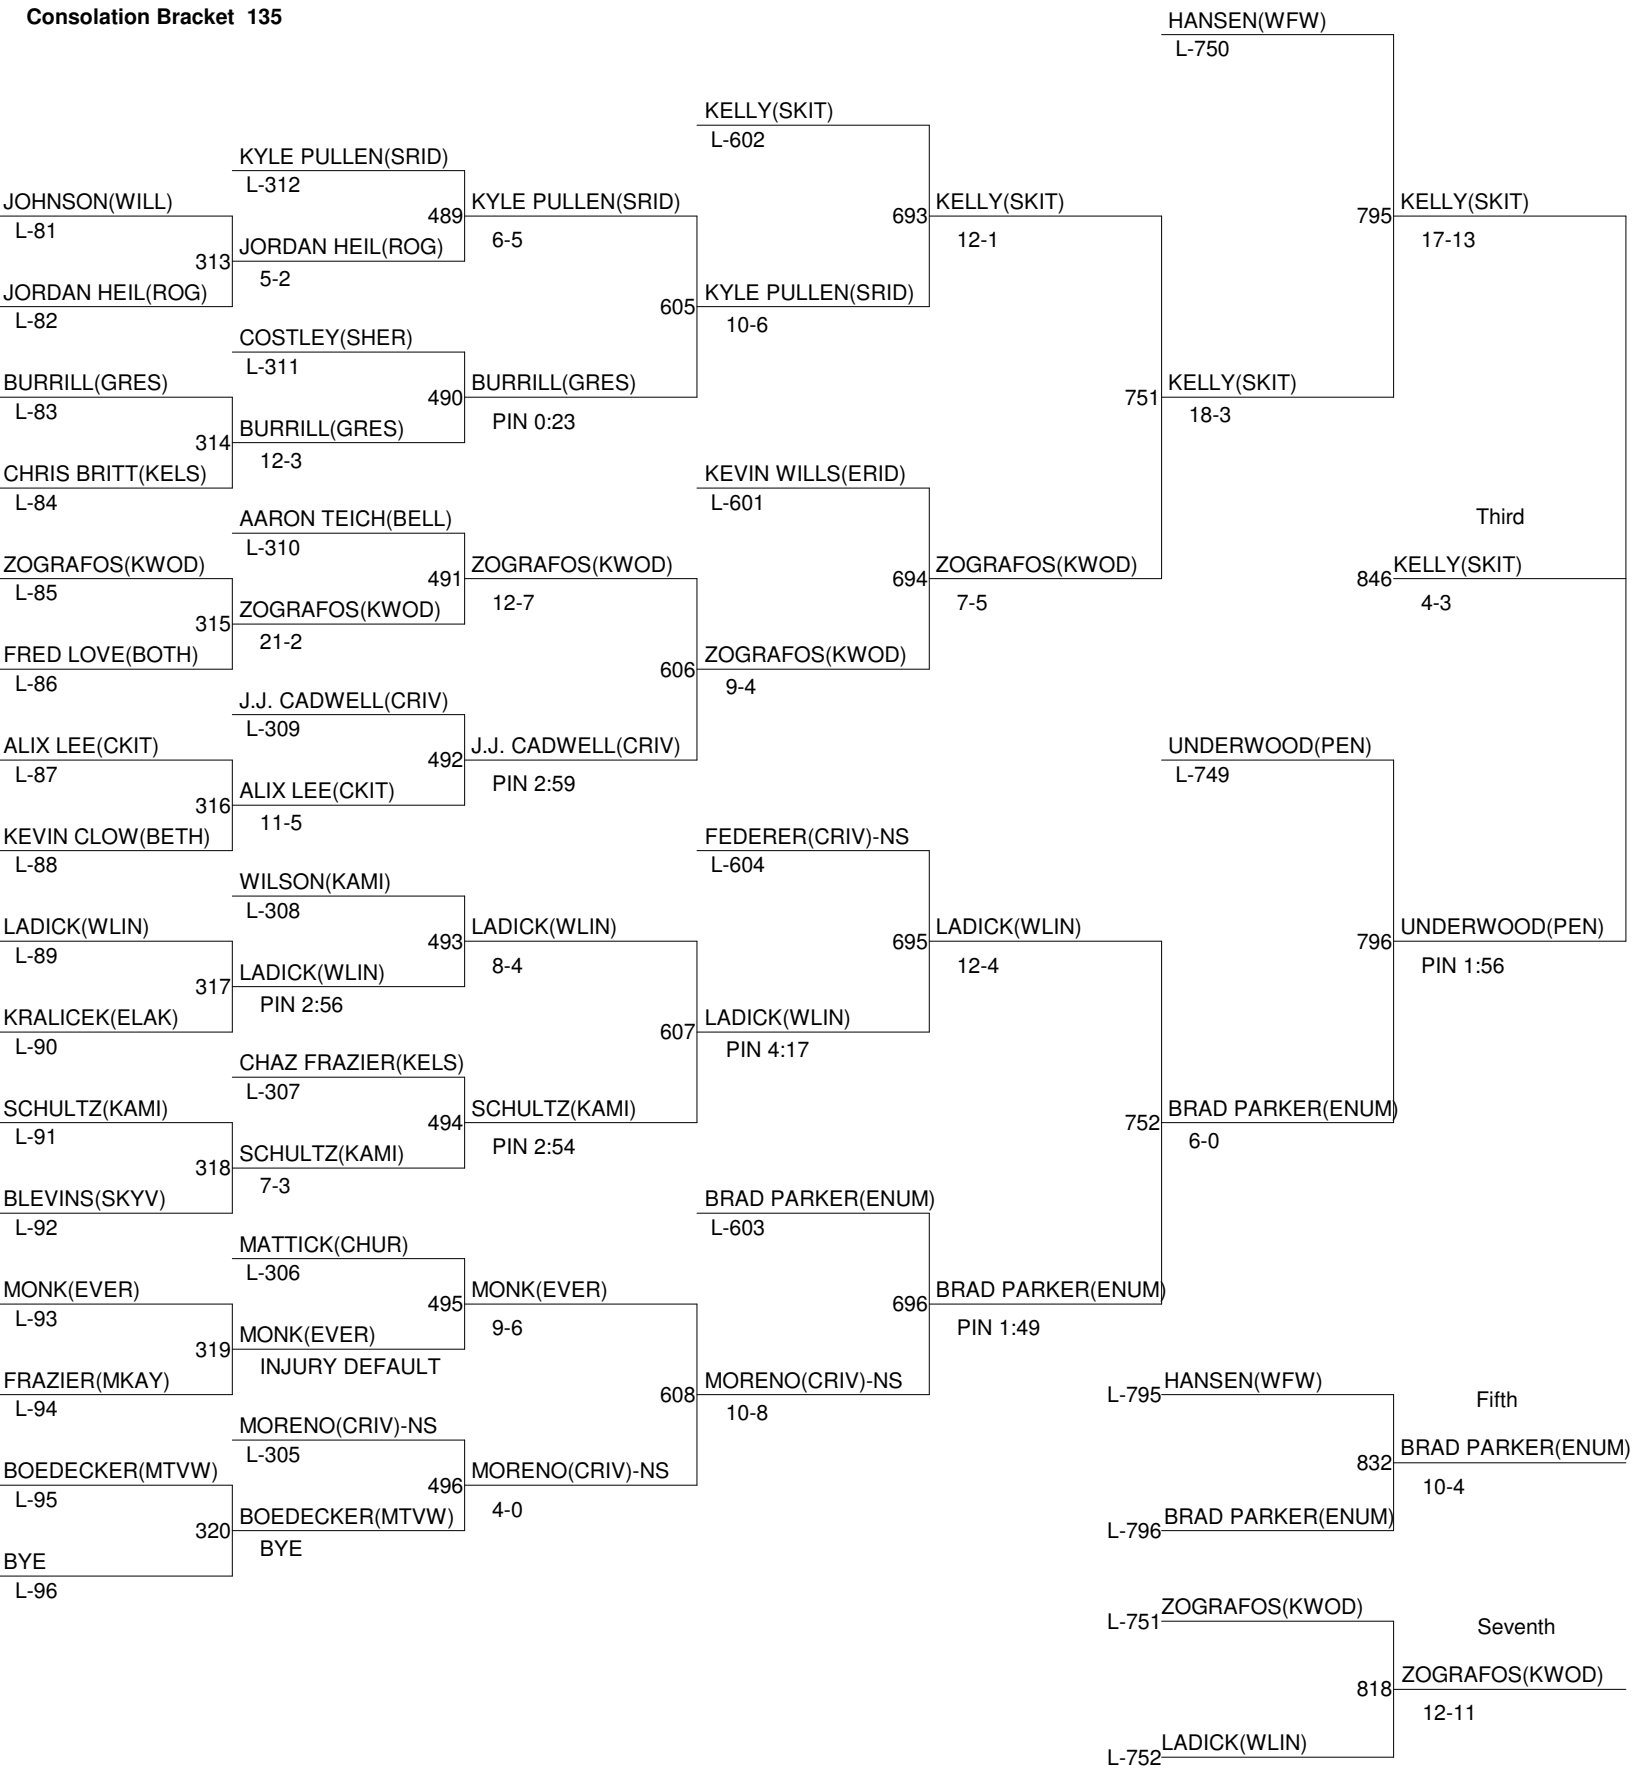 Consolation Bracket 135
HANSEN(WFW)
L-750
KELLY(SKIT)
L-602
KYLE PULLEN(SRID)
L-312
JOHNSON(WILL)
489 KYLE PULLEN(SRID)
693 KELLY(SKIT)
795 KELLY(SKIT)
L-81
6-5
12-1
17-13
313 JORDAN HEIL(ROG)
5-2
JORDAN HEIL(ROG)
605 KYLE PULLEN(SRID)
L-82
10-6
COSTLEY(SHER)
L-311
BURRILL(GRES)
490 BURRILL(GRES)
751 KELLY(SKIT)
L-83
PIN 0:23
18-3
314 BURRILL(GRES)
12-3
CHRIS BRITT(KELS)
KEVIN WILLS(ERID)
L-84
L-601
AARON TEICH(BELL)
Third
L-310
ZOGRAFOS(KWOD)
491 ZOGRAFOS(KWOD)
694 ZOGRAFOS(KWOD)
846 KELLY(SKIT)
L-85
12-7
7-5
4-3
315 ZOGRAFOS(KWOD)
21-2
FRED LOVE(BOTH)
606 ZOGRAFOS(KWOD)
L-86
9-4
J.J. CADWELL(CRIV)
L-309
ALIX LEE(CKIT)
492 J.J. CADWELL(CRIV)
UNDERWOOD(PEN)
L-87
PIN 2:59
L-749
316 ALIX LEE(CKIT)
11-5
KEVIN CLOW(BETH)
FEDERER(CRIV)-NS
L-88
L-604
WILSON(KAMI)
L-308
LADICK(WLIN)
493 LADICK(WLIN)
695 LADICK(WLIN)
796 UNDERWOOD(PEN)
L-89
8-4
12-4
PIN 1:56
317 LADICK(WLIN)
PIN 2:56
KRALICEK(ELAK)
607 LADICK(WLIN)
L-90
PIN 4:17
CHAZ FRAZIER(KELS)
L-307
SCHULTZ(KAMI)
494 SCHULTZ(KAMI)
752 BRAD PARKER(ENUM)
L-91
PIN 2:54
6-0
318 SCHULTZ(KAMI)
7-3
BLEVINS(SKYV)
BRAD PARKER(ENUM)
L-92
L-603
MATTICK(CHUR)
L-306
MONK(EVER)
495 MONK(EVER)
696 BRAD PARKER(ENUM)
L-93
9-6
PIN 1:49
319 MONK(EVER)
INJURY DEFAULT
FRAZIER(MKAY)
608 MORENO(CRIV)-NS
L-795 HANSEN(WFW)
Fifth
L-94
10-8
MORENO(CRIV)-NS
L-305
832 BRAD PARKER(ENUM)
10-4
BOEDECKER(MTVW)
496 MORENO(CRIV)-NS
L-95
4-0
320 BOEDECKER(MTVW)
L-796 BRAD PARKER(ENUM)
BYE
BYE
L-96
L-751 ZOGRAFOS(KWOD)
Seventh
818 ZOGRAFOS(KWOD)
12-11
L-752 LADICK(WLIN)